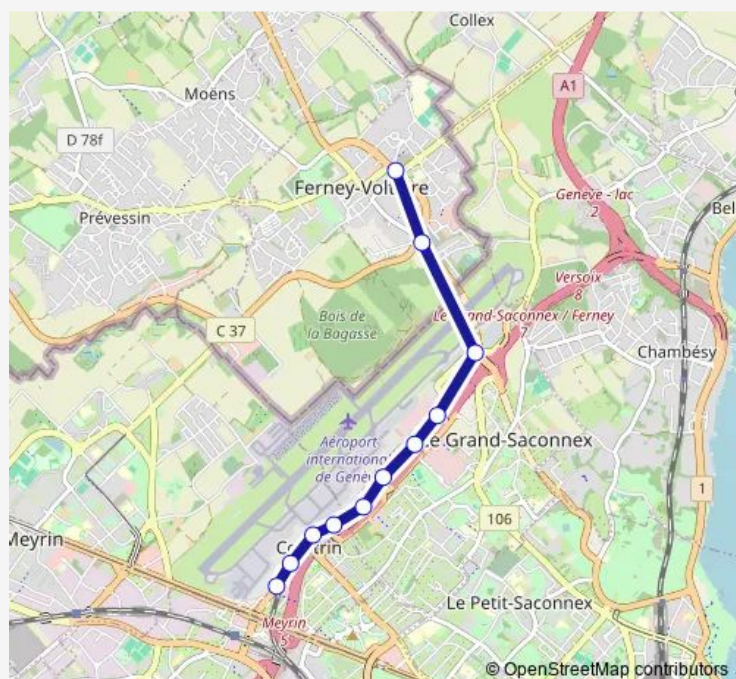 Collex
A1
Moëns
D 78f
Ferney-Voltaire
Genève - lac
2
Prévessin
Versoix
8
Bois de
la Bagasse
C 37
Le Grand-Saconnex / Ferney
7
Chambésy
Aéroport
international
de Genè
Le Grand-Saconnex
1
106
Meyrin
Cointrin
Le Petit-Saconnex
Meyrin
5
© OpenStreetMap contributors